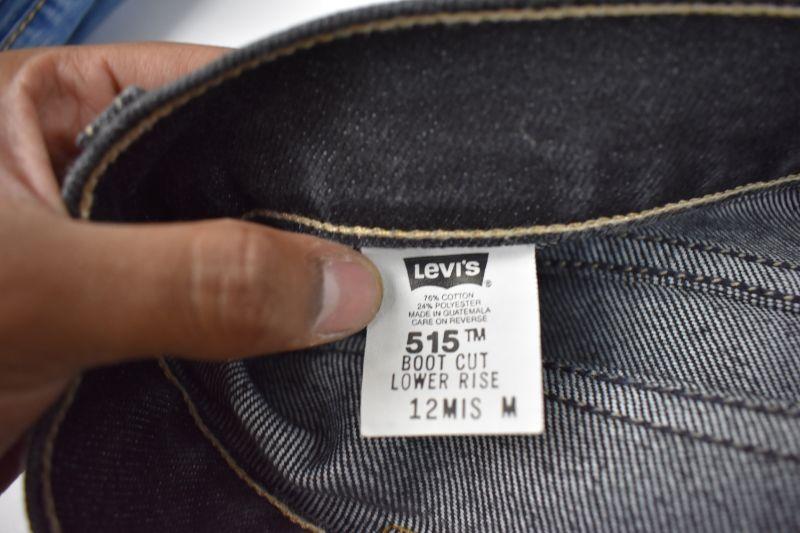 Levi's ®
76% COTTON
24% POLYESTER
MADE IN GUATEMALA
CARE ON REVERSE
515™
BOOT CUT
LOWER RISE
12MIS M